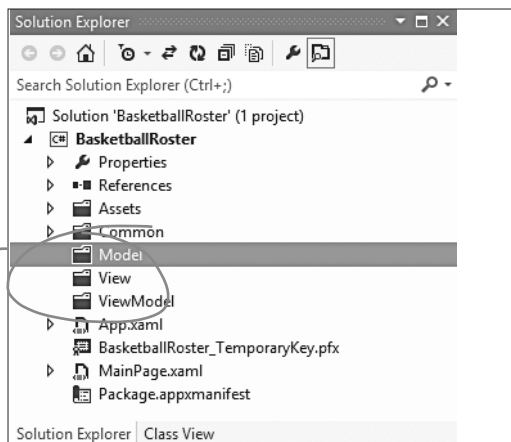 Solution Explorer
Search Solution Explorer (Ctrl+;)
Solution 'BasketballRoster' (1 project)
C# BasketballRoster
Properties
References
Assets
Common
Model
View
ViewModel
App.xaml
BasketballRoster_TemporaryKey.pfx
MainPage.xaml
Package.appxmanifest
Solution Explorer Class View